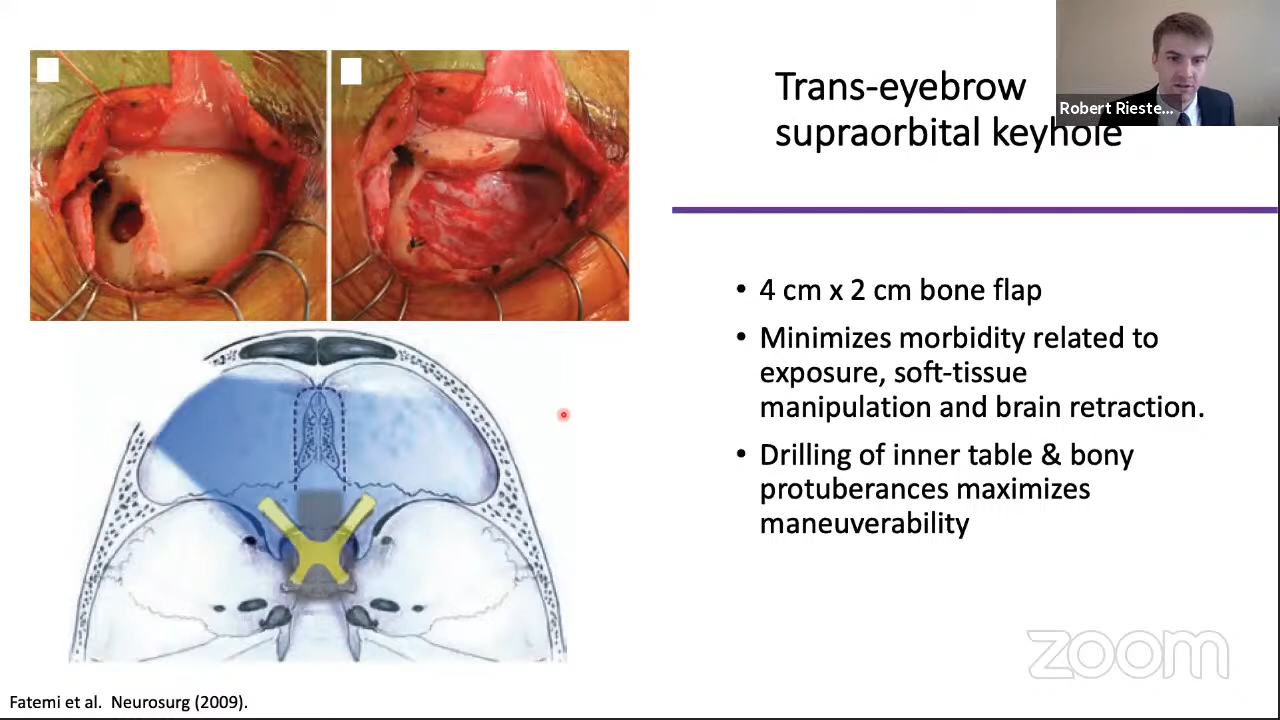 Trans-eyebrow
supraorbital keyhole
Robert Rieste...
• 4 cm x 2 cm bone flap
• Minimizes morbidity related to
exposure, soft-tissue
manipulation and brain retraction.
• Drilling of inner table & bony
protuberances maximizes
maneuverability
zoom
Fatemi et al. Neurosurg (2009).